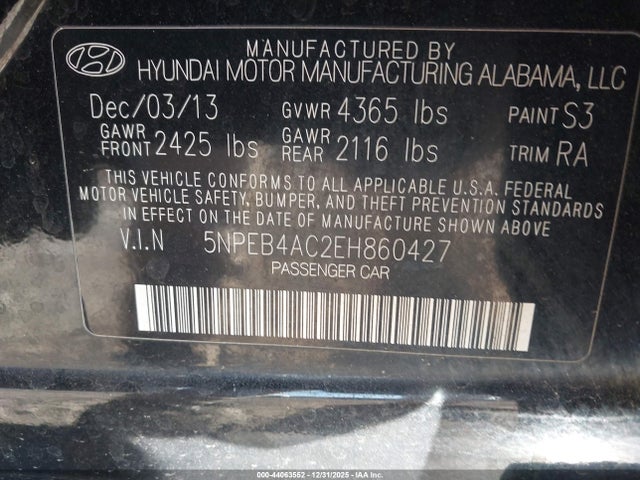 MANUFACTURED BY
HYUNDAI MOTOR MANUFACTURING ALABAMA, LLC
Dec/03/13 GVWR 4365 lbs PAINT S3
GAWR FRONT 2425 lbs GAWR REAR 2116 lbs TRIM RA
THIS VEHICLE CONFORMS TO ALL APPLICABLE U.S.A. FEDERAL
MOTOR VEHICLE SAFETY, BUMPER, AND THEFT PREVENTION STANDARDS
IN EFFECT ON THE DATE OF MANUFACTURE SHOWN ABOVE
V.I.N 5NPEB4AC2EH860427
PASSENGER CAR
000-44063552 - 12/31/2025 - IAA Inc.